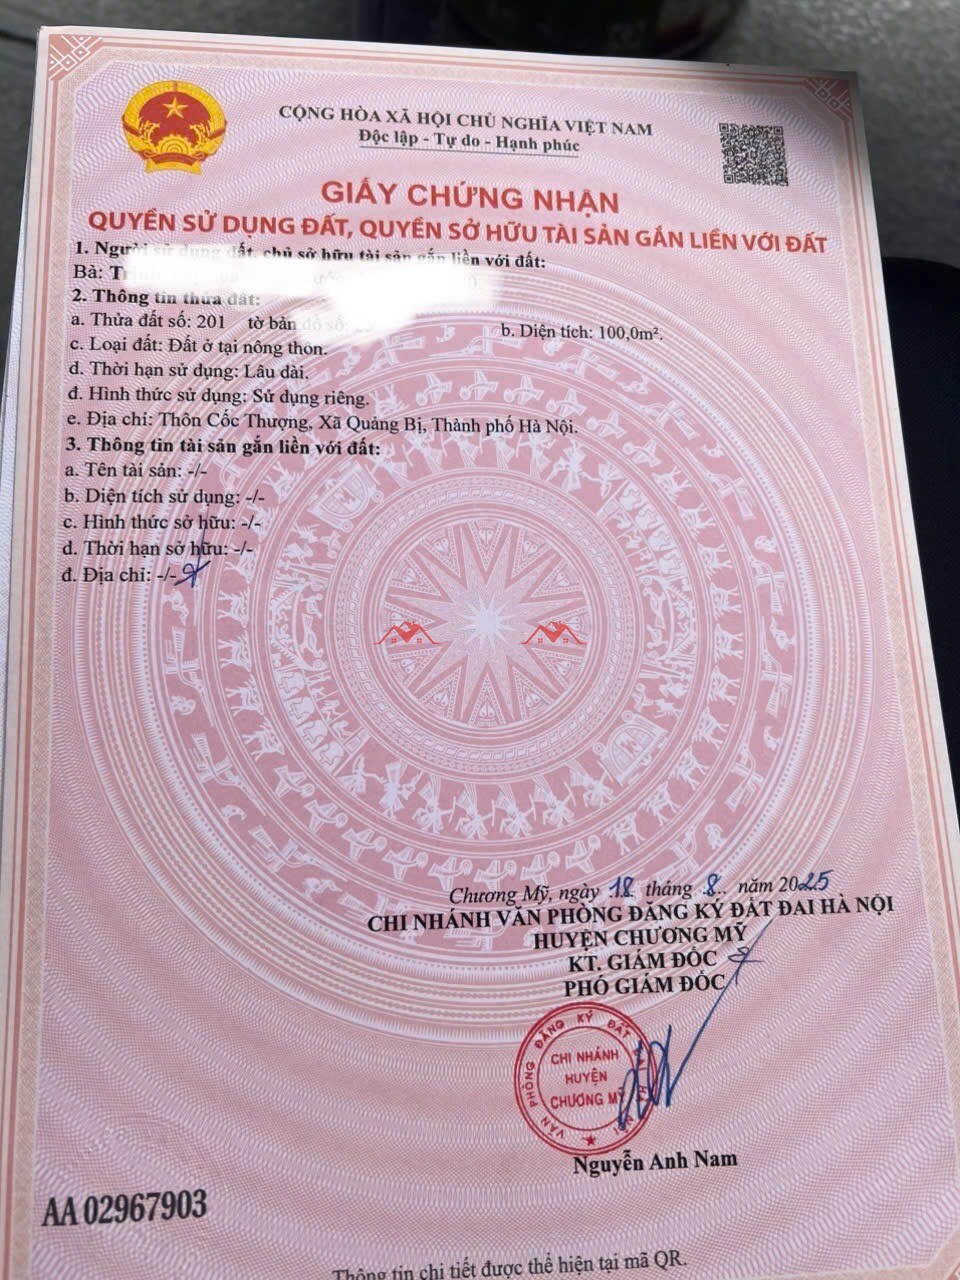 CỘNG HÒA XÃ HỘI CHỦ NGHĨA VIỆT NAM
Độc lập - Tự do - Hạnh phúc
GIẤY CHỨNG NHẬN
QUYỀN SỬ DỤNG ĐẤT, QUYỀN SỞ HỮU TÀI SẢN GẮN LIỀN VỚI ĐẤT
1. Người sử dụng đất, chủ sở hữu tài sản gắn liền với đất:
Bà:
2. Thông tin thửa đất:
a. Thửa đất số: 201 tờ bản đồ số: b. Diện tích: 100,0m².
c. Loại đất: Đất ở tại nông thôn.
d. Thời hạn sử dụng: Lâu dài.
đ. Hình thức sử dụng: Sử dụng riêng.
e. Địa chỉ: Thôn Cốc Thượng, Xã Quảng Bị, Thành phố Hà Nội.
3. Thông tin tài sản gắn liền với đất:
a. Tên tài sản: -/-
b. Diện tích sử dụng: -/-
c. Hình thức sở hữu: -/-
d. Thời hạn sở hữu: -/-
đ. Địa chỉ: -/-
Chương Mỹ, ngày 18 tháng 8.. năm 2025
CHI NHÁNH VĂN PHÒNG ĐĂNG KÝ ĐẤT ĐAI HÀ NỘI
HUYỆN CHƯƠNG MỸ
KT. GIÁM ĐỐC
PHÓ GIÁM ĐỐC
VĂN PHÒNG ĐĂNG KÝ ĐẤT ĐAI HÀ NỘI
CHI NHÁNH
HUYỆN
CHƯƠNG MỸ
Nguyễn Anh Nam
AA 02967903
Thông tin chi tiết được thể hiện tại mã QR.